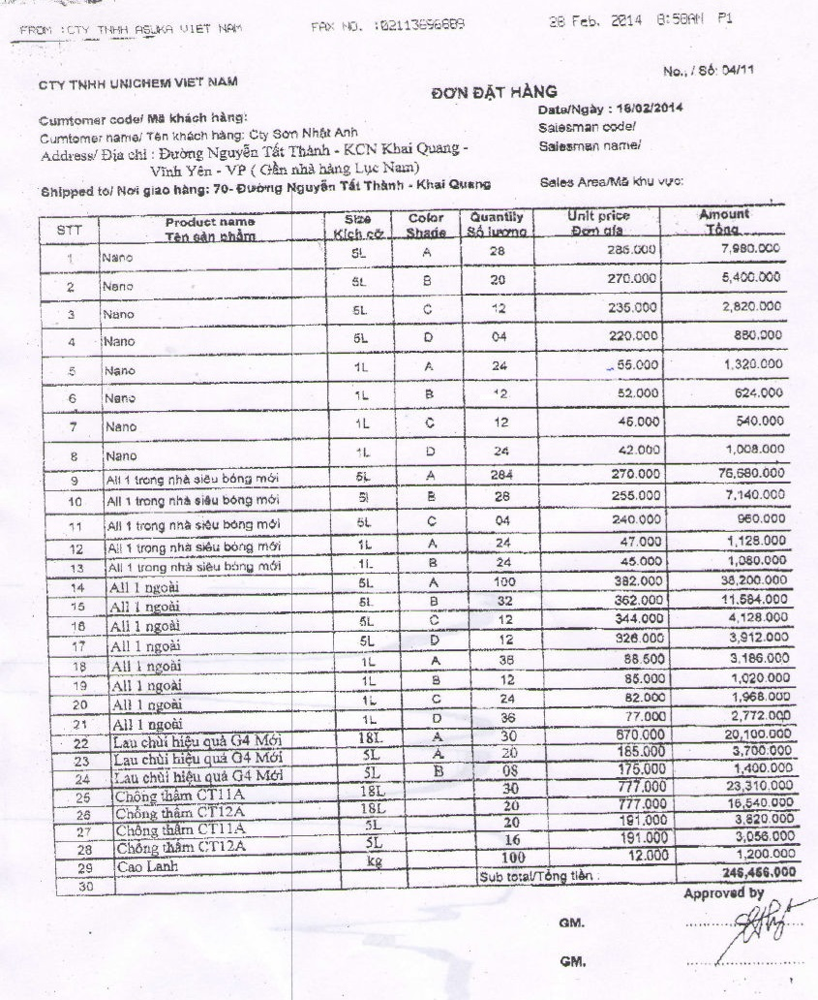 FROM :CTY TNHH ASUKA VIET NAM FAX NO. :02113696689 28 Feb. 2014 8:58AM P1
CTY TNHH UNICHEM VIET NAM
No., / Số: 04/11
ĐƠN ĐẶT HÀNG
Cumtomer code/ Mã khách hàng: Date/Ngày : 16/02/2014
Cumtomer name/ Tên khách hàng: Cty Sơn Nhật Anh Salesman code/
Address/ Địa chỉ : Đường Nguyễn Tất Thành - KCN Khai Quang - Salesman name/
Vĩnh Yên - VP ( Gần nhà hàng Lục Nam)
Shipped to/ Nơi giao hàng: 70- Đường Nguyễn Tất Thành - Khai Quang Sales Area/Mã khu vực:
STT Product name Size Color Quantily Unit price Amount
Tên sản phẩm Kích cỡ Shade Số lượng Đơn gía Tổng
1 Nano 5L A 28 285.000 7,980.000
2 Nano 5L B 20 270.000 5,400.000
3 Nano 5L C 12 235.000 2,820.000
4 Nano 5L D 04 220.000 880.000
5 Nano 1L A 24 55.000 1,320.000
6 Nano 1L B 12 52.000 624.000
7 Nano 1L C 12 45.000 540.000
8 Nano 1L D 24 42.000 1,008.000
9 All 1 trong nhà siêu bóng mới 5L A 284 270.000 76,680.000
10 All 1 trong nhà siêu bóng mới 5l B 28 255.000 7,140.000
11 All 1 trong nhà siêu bóng mới 5L C 04 240.000 960.000
12 All 1 trong nhà siêu bóng mới 1L A 24 47.000 1,128.000
13 All 1 trong nhà siêu bóng mới 1L B 24 45.000 1,080.000
14 All 1 ngoài 5L A 100 382.000 38,200.000
15 All 1 ngoài 5L B 32 362.000 11,584.000
16 All 1 ngoài 5L C 12 344.000 4,128.000
17 All 1 ngoài 5L D 12 326.000 3,912.000
18 All 1 ngoài 1L A 36 88.500 3,186.000
19 All 1 ngoài 1L B 12 85.000 1,020.000
20 All 1 ngoài 1L C 24 82.000 1,968.000
21 All 1 ngoài 1L D 36 77.000 2,772.000
22 Lau chùi hiệu quả G4 Mới 18L A 30 670.000 20,100.000
23 Lau chùi hiệu quả G4 Mới 5L A 20 185.000 3,700.000
24 Lau chùi hiệu quả G4 Mới 5L B 08 175.000 1,400.000
25 Chống thấm CT11A 18L 30 777.000 23,310.000
26 Chống thấm CT12A 18L 20 777.000 15,540.000
27 Chống thấm CT11A 5L 20 191.000 3,820.000
28 Chống thấm CT12A 5L 16 191.000 3,056.000
29 Cao Lanh kg 100 12.000 1,200.000
30 Sub total/Tổng tiền : 246,456.000
Approved by
GM.
GM.